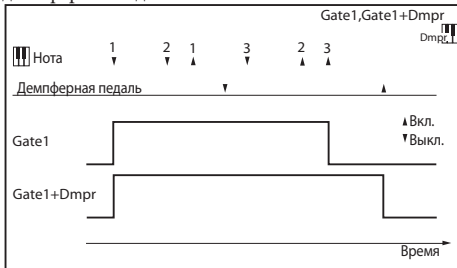 Gate1,Gate1+Dmpr
Dmpr
1 2 1 3 2 3
Нота
Демпферная педаль
Вкл.
Выкл.
Gate1
Gate1+Dmpr
Время